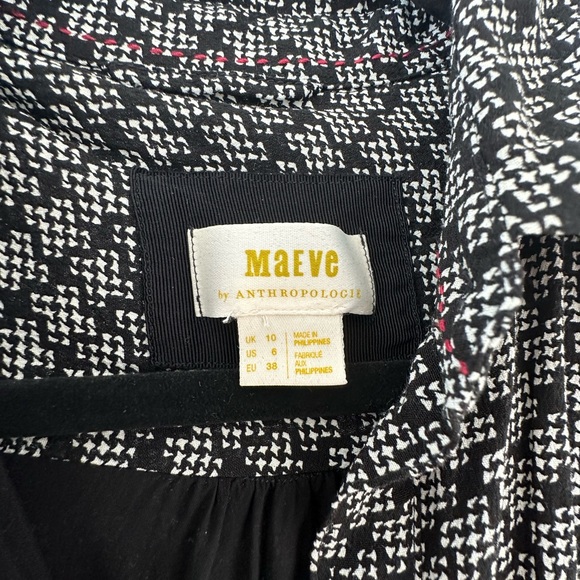 MaEVe
by ANTHROPOLOGIE
UK 10
US 6
EU 38
MADE IN
PHILIPPINES
FABRIQUÉ
AUX
PHILIPPINES